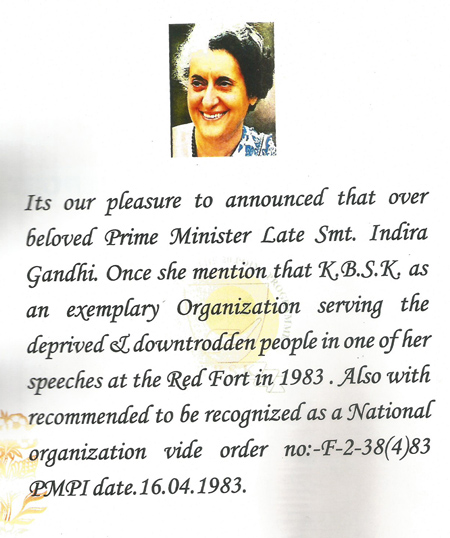 Its our pleasure to announced that over
beloved Prime Minister Late Smt. Indira
Gandhi. Once she mention that K.B.S.K. as
an exemplary Organization serving the
deprived & downtrodden people in one of her
speeches at the Red Fort in 1983 . Also with
recommended to be recognized as a National
organization vide order no:-F-2-38(4)83
PMPI date.16.04.1983.